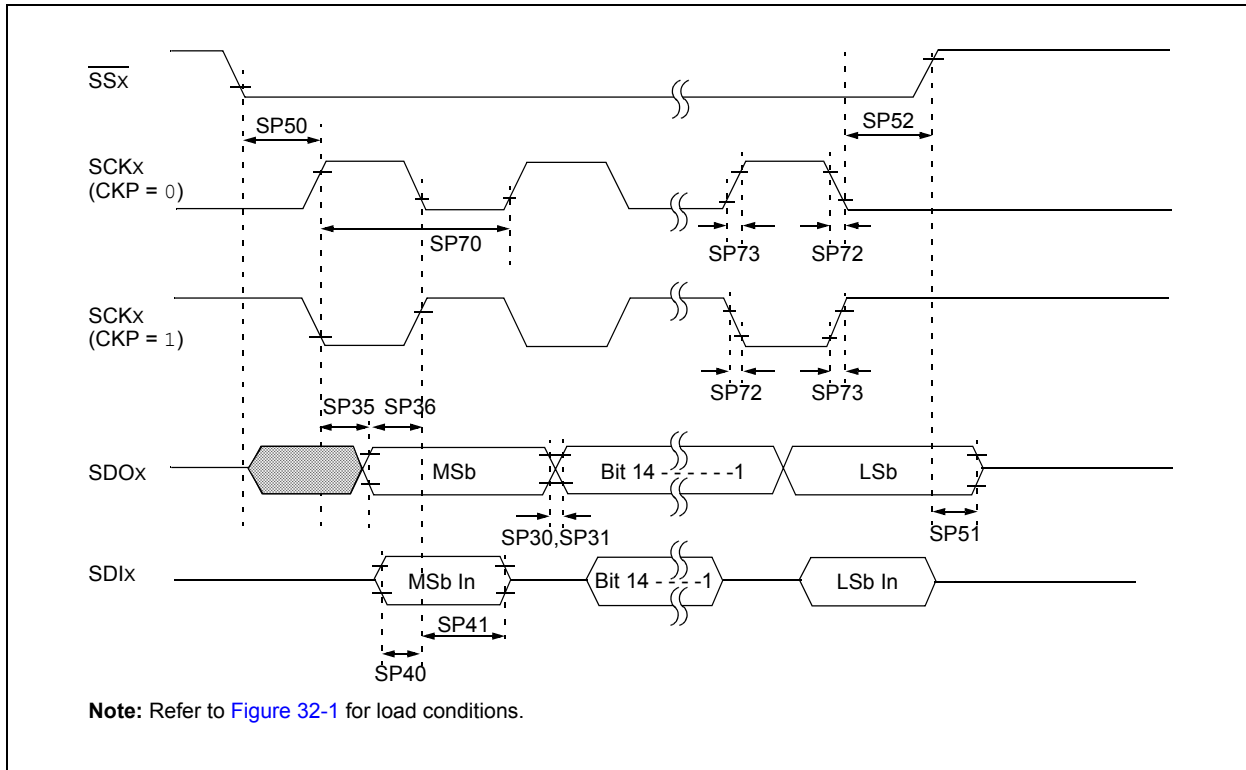 SSx
SP50
SP52
SCKx
(CKP = 0)
SP70
SP73
SP72
SCKx
(CKP = 1)
SP72
SP73
SP35
SP36
SDOx
MSb
Bit 14 - - - - - -1
LSb
SP30,SP31
SP51
SDIx
MSb In
Bit 14 - - - -1
LSb In
SP41
SP40
Note: Refer to Figure 32-1 for load conditions.